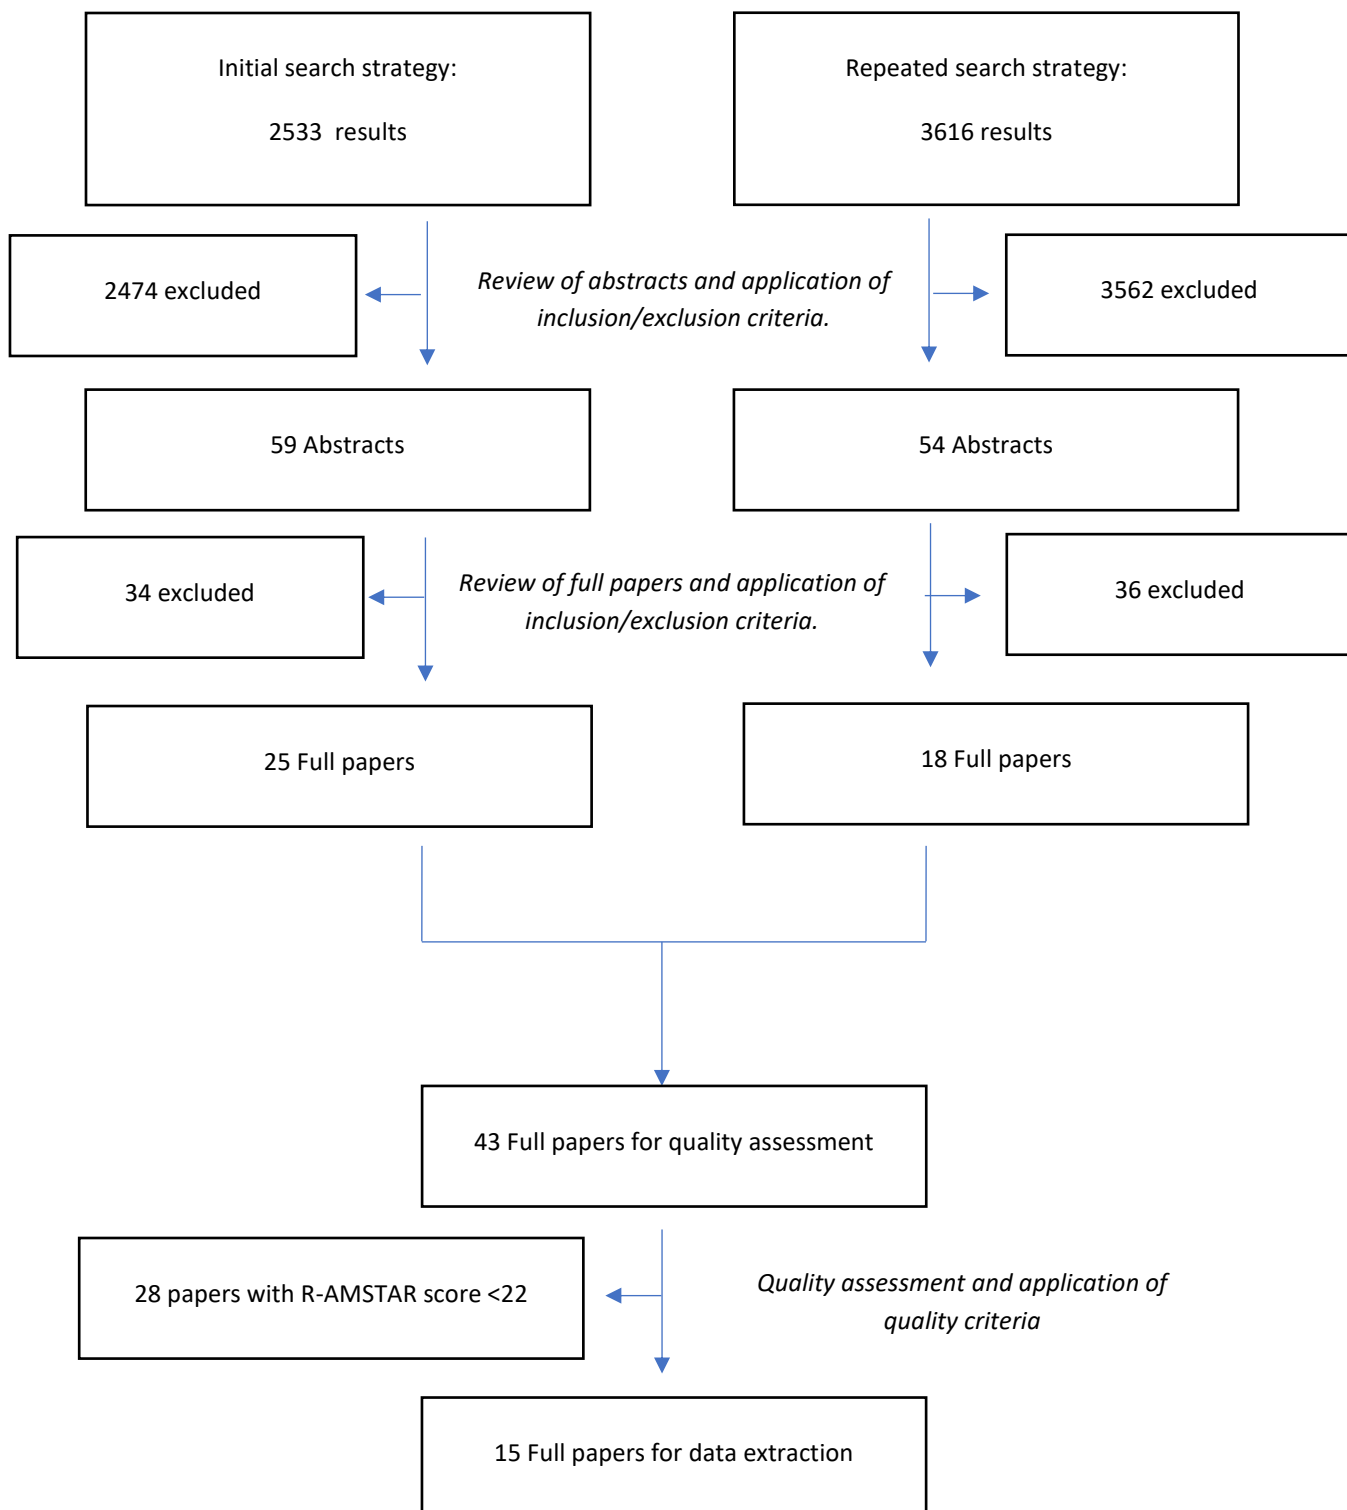 Initial search strategy:
2533 results
Repeated search strategy:
3616 results
2474 excluded
Review of abstracts and application of
inclusion/exclusion criteria.
3562 excluded
59 Abstracts
54 Abstracts
34 excluded
Review of full papers and application of
inclusion/exclusion criteria.
36 excluded
25 Full papers
18 Full papers
43 Full papers for quality assessment
28 papers with R-AMSTAR score <22
Quality assessment and application of
quality criteria
15 Full papers for data extraction